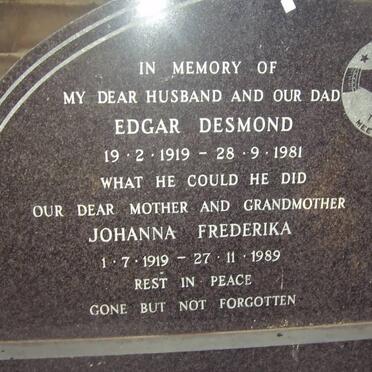 IN MEMORY OF
MY DEAR HUSBAND AND OUR DAD
EDGAR DESMOND
19 · 2 · 1919 – 28 · 9 · 1981
WHAT HE COULD HE DID
OUR DEAR MOTHER AND GRANDMOTHER
JOHANNA FREDERIKA
1 · 7 · 1919 – 27 · 11 · 1989
REST IN PEACE
GONE BUT NOT FORGOTTEN